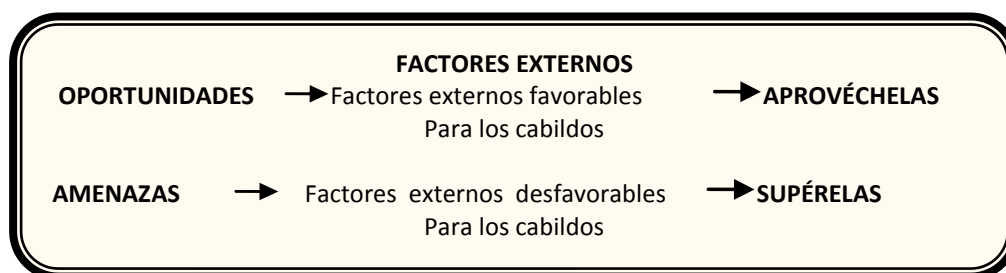 FACTORES EXTERNOS
OPORTUNIDADES Factores externos favorables APROVÉCHELAS
Para los cabildos
AMENAZAS Factores externos desfavorables SUPÉRELAS
Para los cabildos